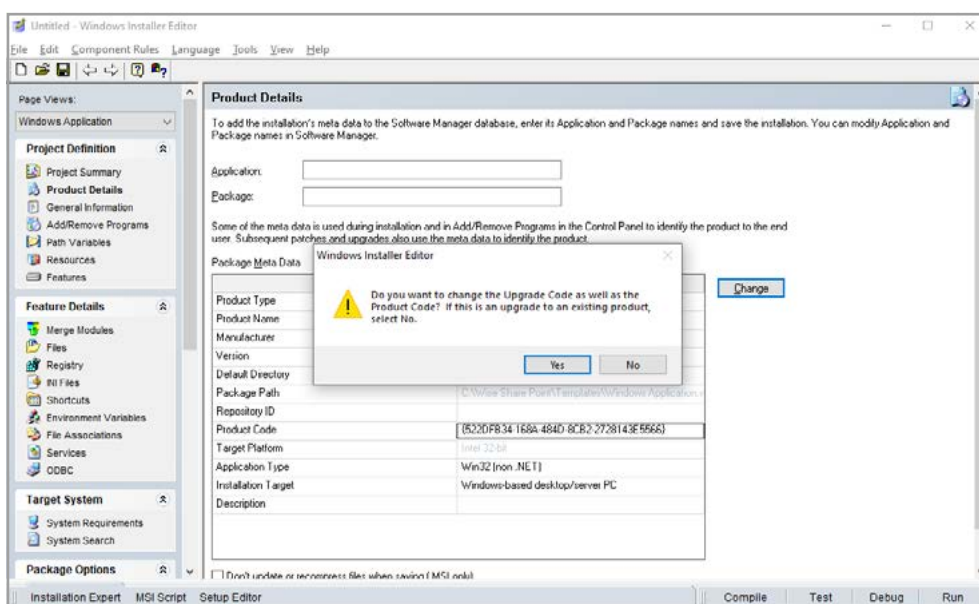 Untitled - Windows Installer Editor
File Edit Component Rules Language Tools View Help
Page Views:
Windows Application
Project Definition
Project Summary
Product Details
General Information
Add/Remove Programs
Path Variables
Resources
Features
Feature Details
Merge Modules
Files
Registry
INI Files
Shortcuts
Environment Variables
File Associations
Services
ODBC
Target System
System Requirements
System Search
Package Options
Product Details
To add the installation's meta data to the Software Manager database, enter its Application and Package names and save the installation. You can modify Application and
Package names in Software Manager.
Application:
Package:
Some of the meta data is used during installation and in Add/Remove Programs in the Control Panel to identify the product to the end
user. Subsequent patches and upgrades also use the meta data to identify the product.
Package Meta Data
Change
Windows Installer Editor
Do you want to change the Upgrade Code as well as the
Product Code? If this is an upgrade to an existing product,
select No.
Yes No
Product Type
Product Name
Manufacturer
Version
Default Directory
Package Path C:\Wise Share Point\Templates\Windows Application
Repository ID
Product Code {522DFB34-168A-484D-8CB2-2728143E5566}
Target Platform Intel 32-bit
Application Type Win32 (non .NET)
Installation Target Windows-based desktop/server PC
Description
Don't update or recompress files when saving (MSI only)
Installation Expert MSI Script Setup Editor Compile Test Debug Run